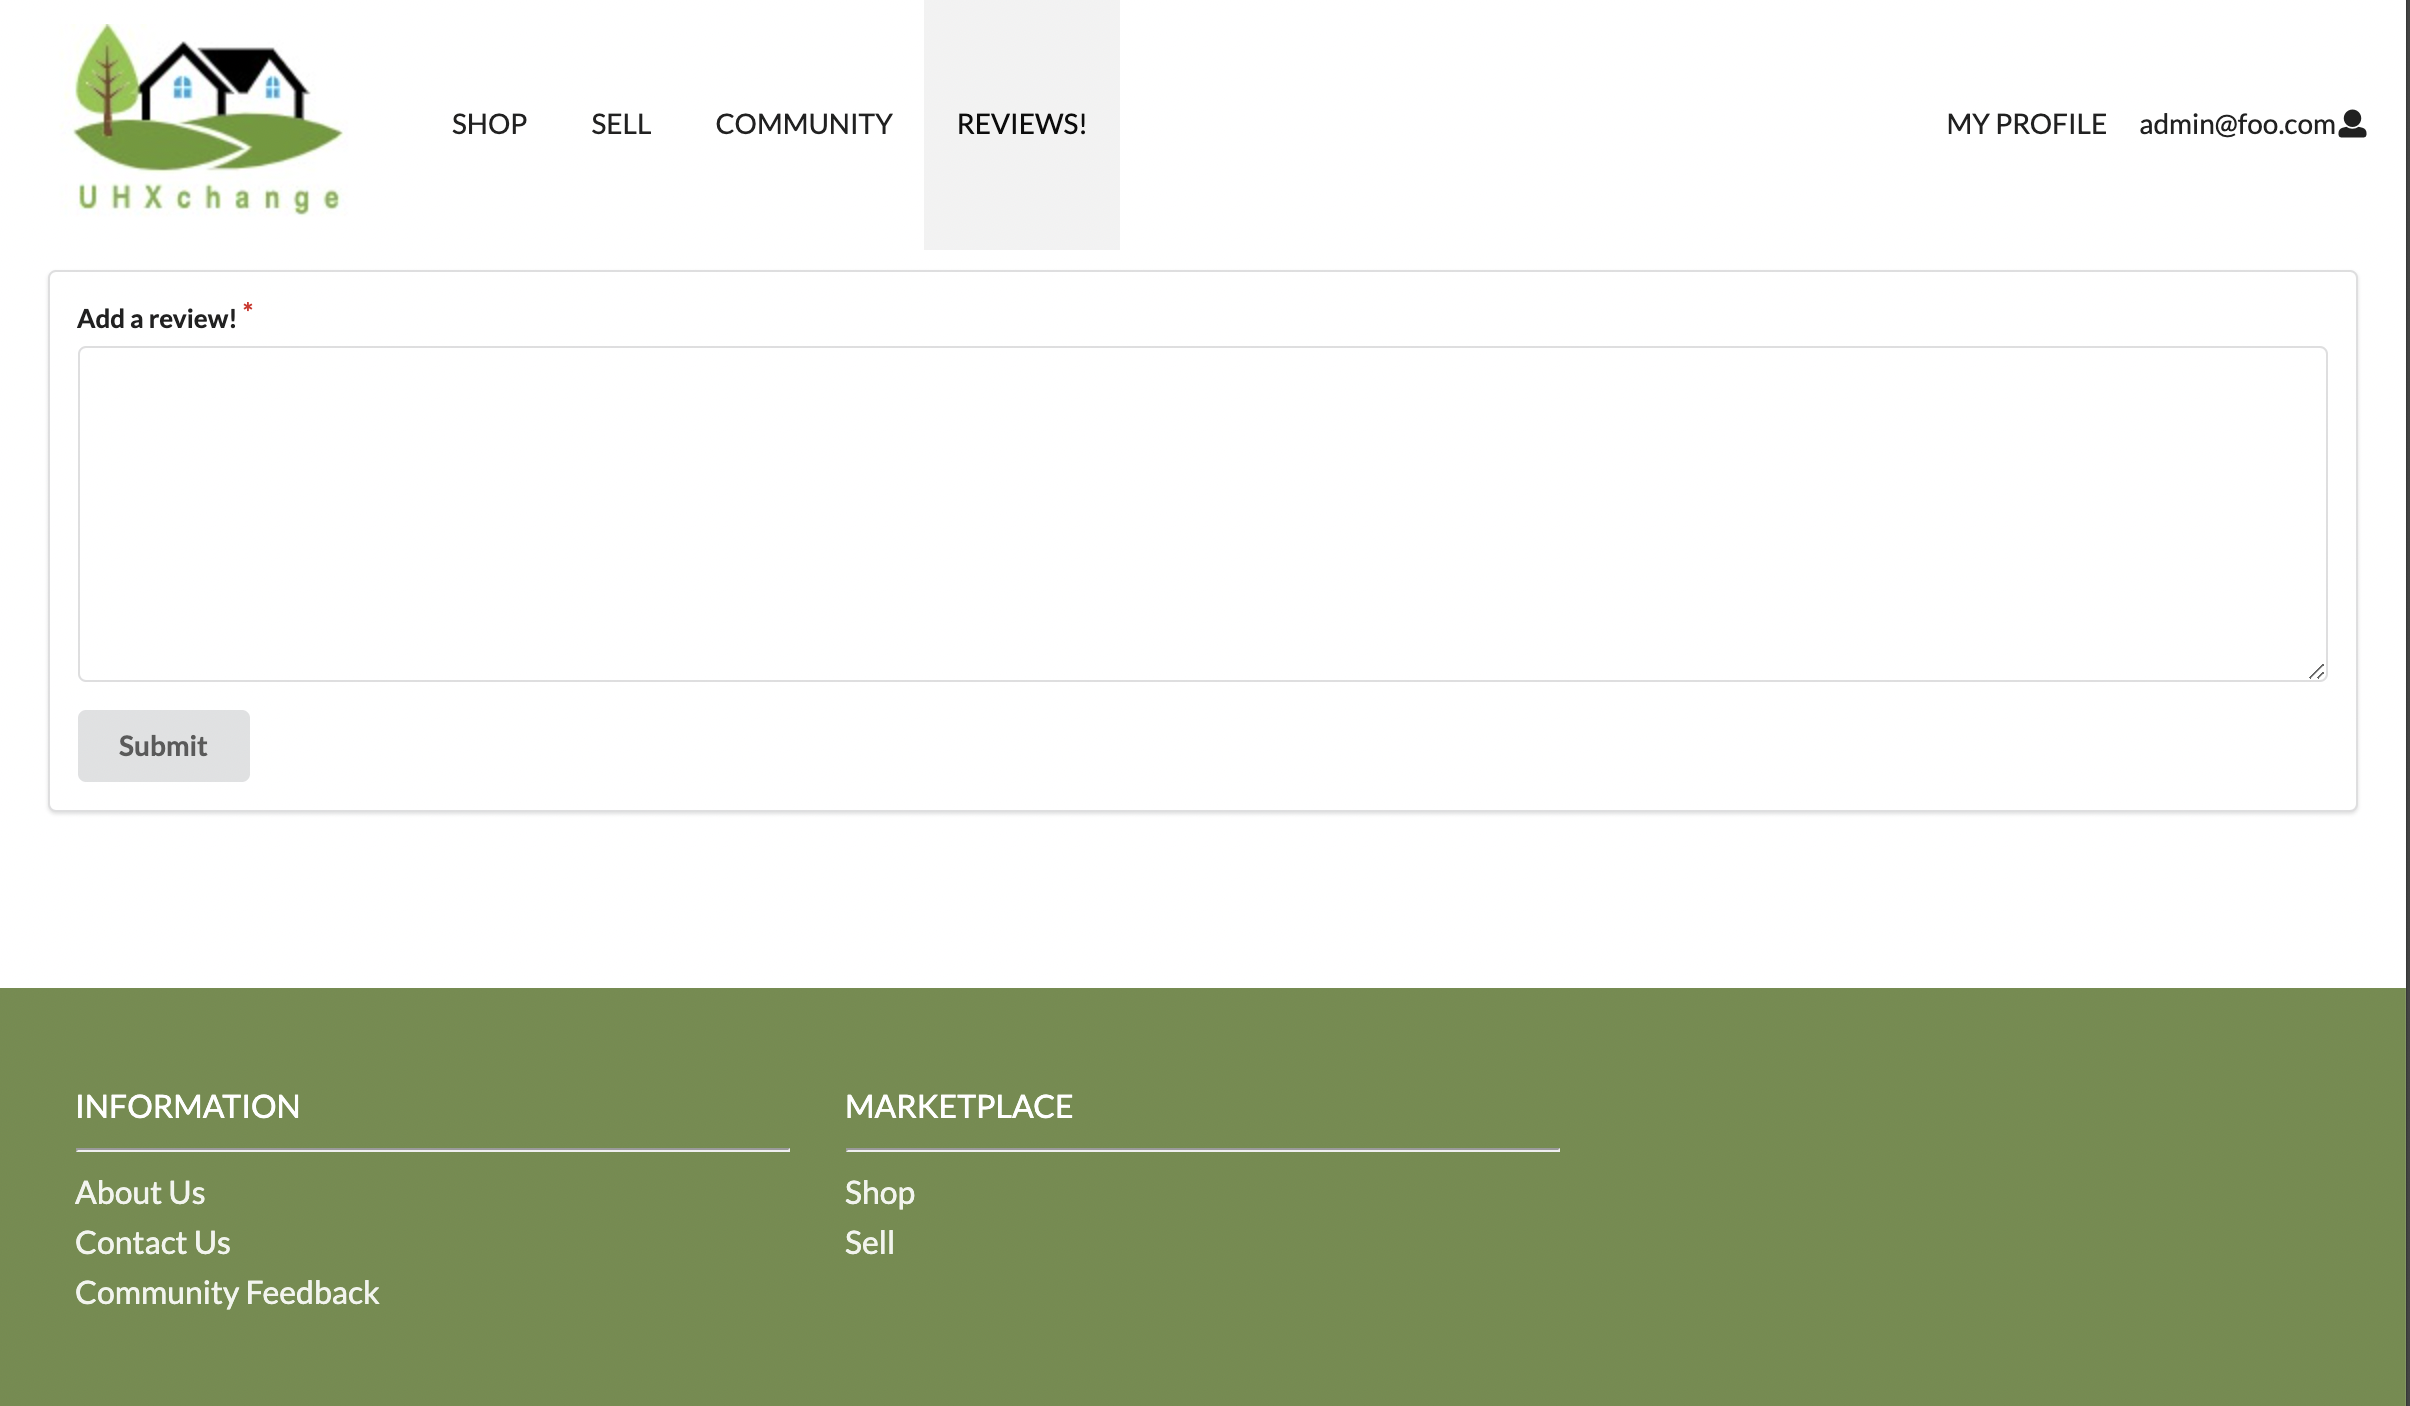 UHXchange
SHOP SELL COMMUNITY REVIEWS! MY PROFILE admin@foo.com
Add a review! *
Submit
INFORMATION
About Us
Contact Us
Community Feedback
MARKETPLACE
Shop
Sell